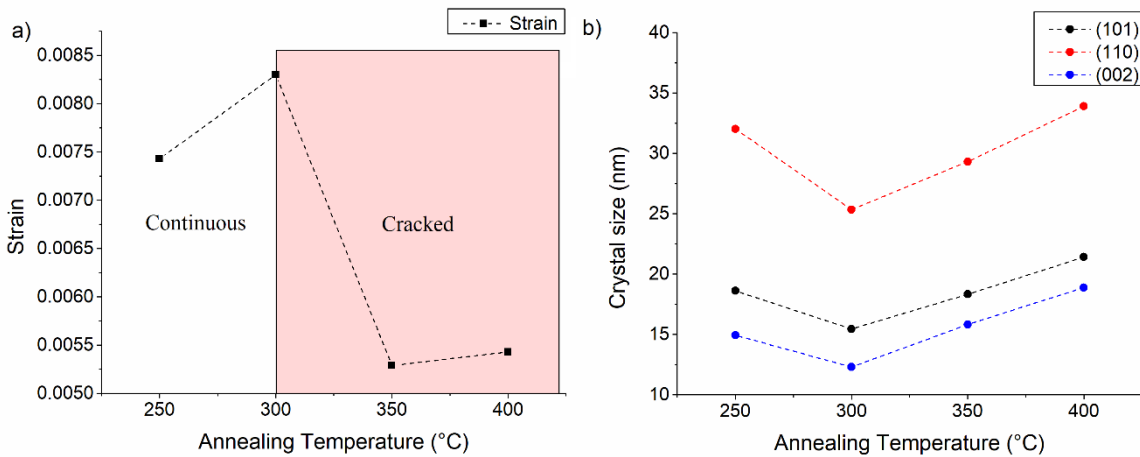 a)
Strain
0.0085
0.0080
0.0075
0.0070
0.0065
0.0060
0.0055
0.0050
Strain
Continuous
Cracked
250 300 350 400
Annealing Temperature (°C)
b)
(101)
(110)
(002)
40
35
30
25
20
15
10
Crystal size (nm)
250 300 350 400
Annealing Temperature (°C)